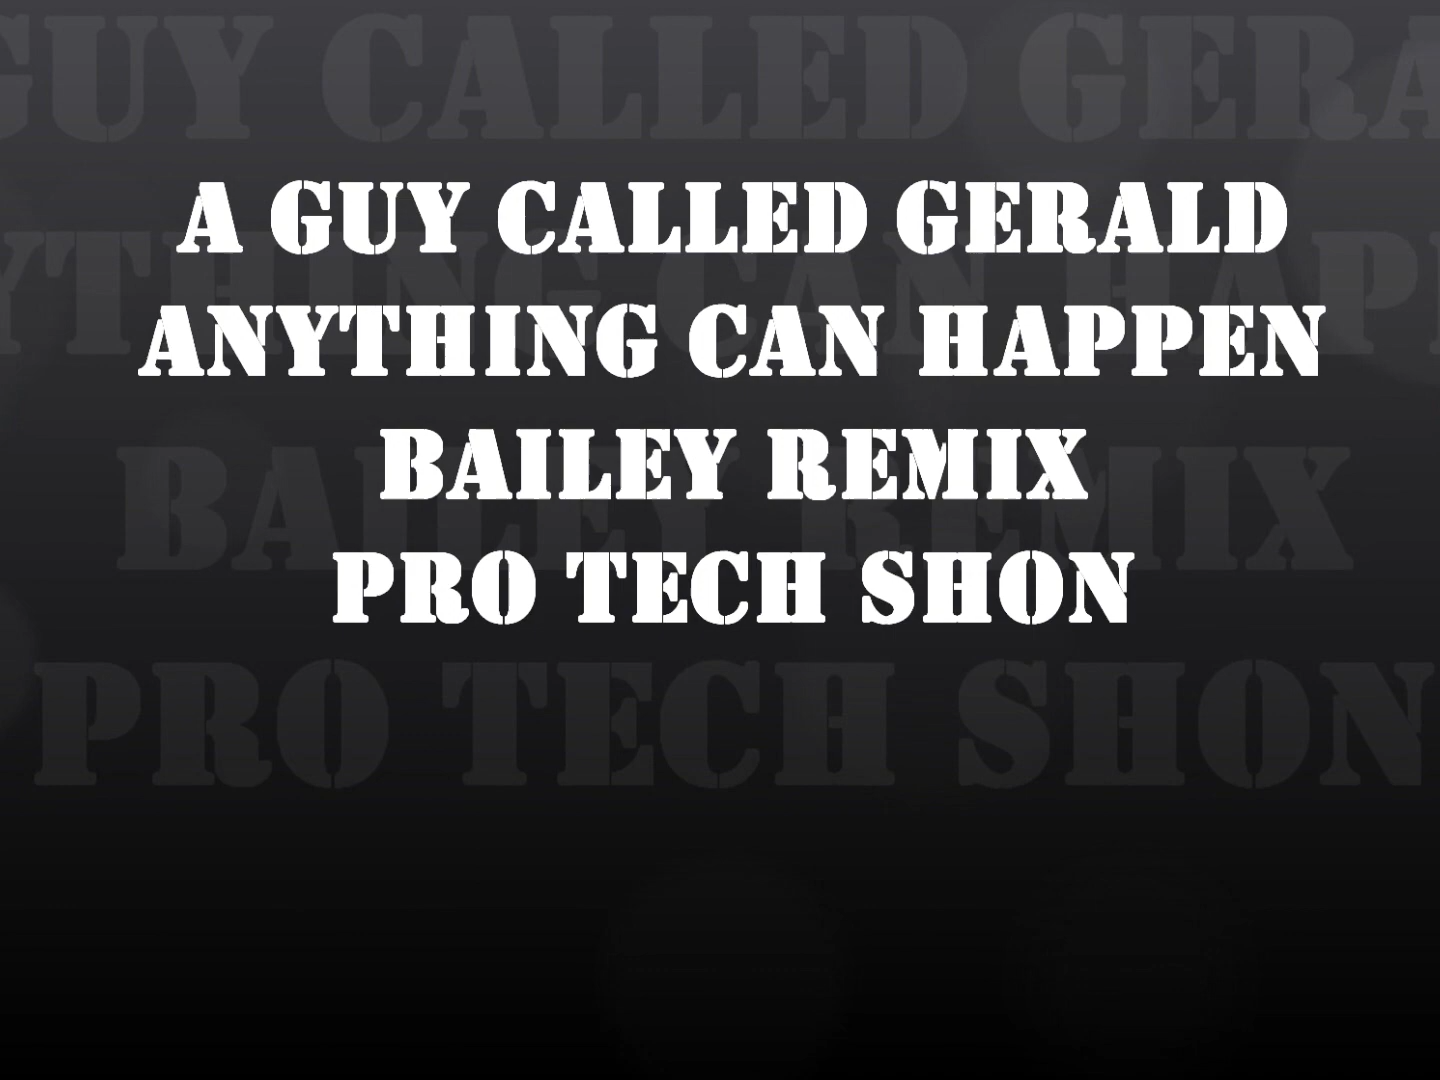 A GUY CALLED GERALD
ANYTHING CAN HAPPEN
BAILEY REMIX
PRO TECH SHON